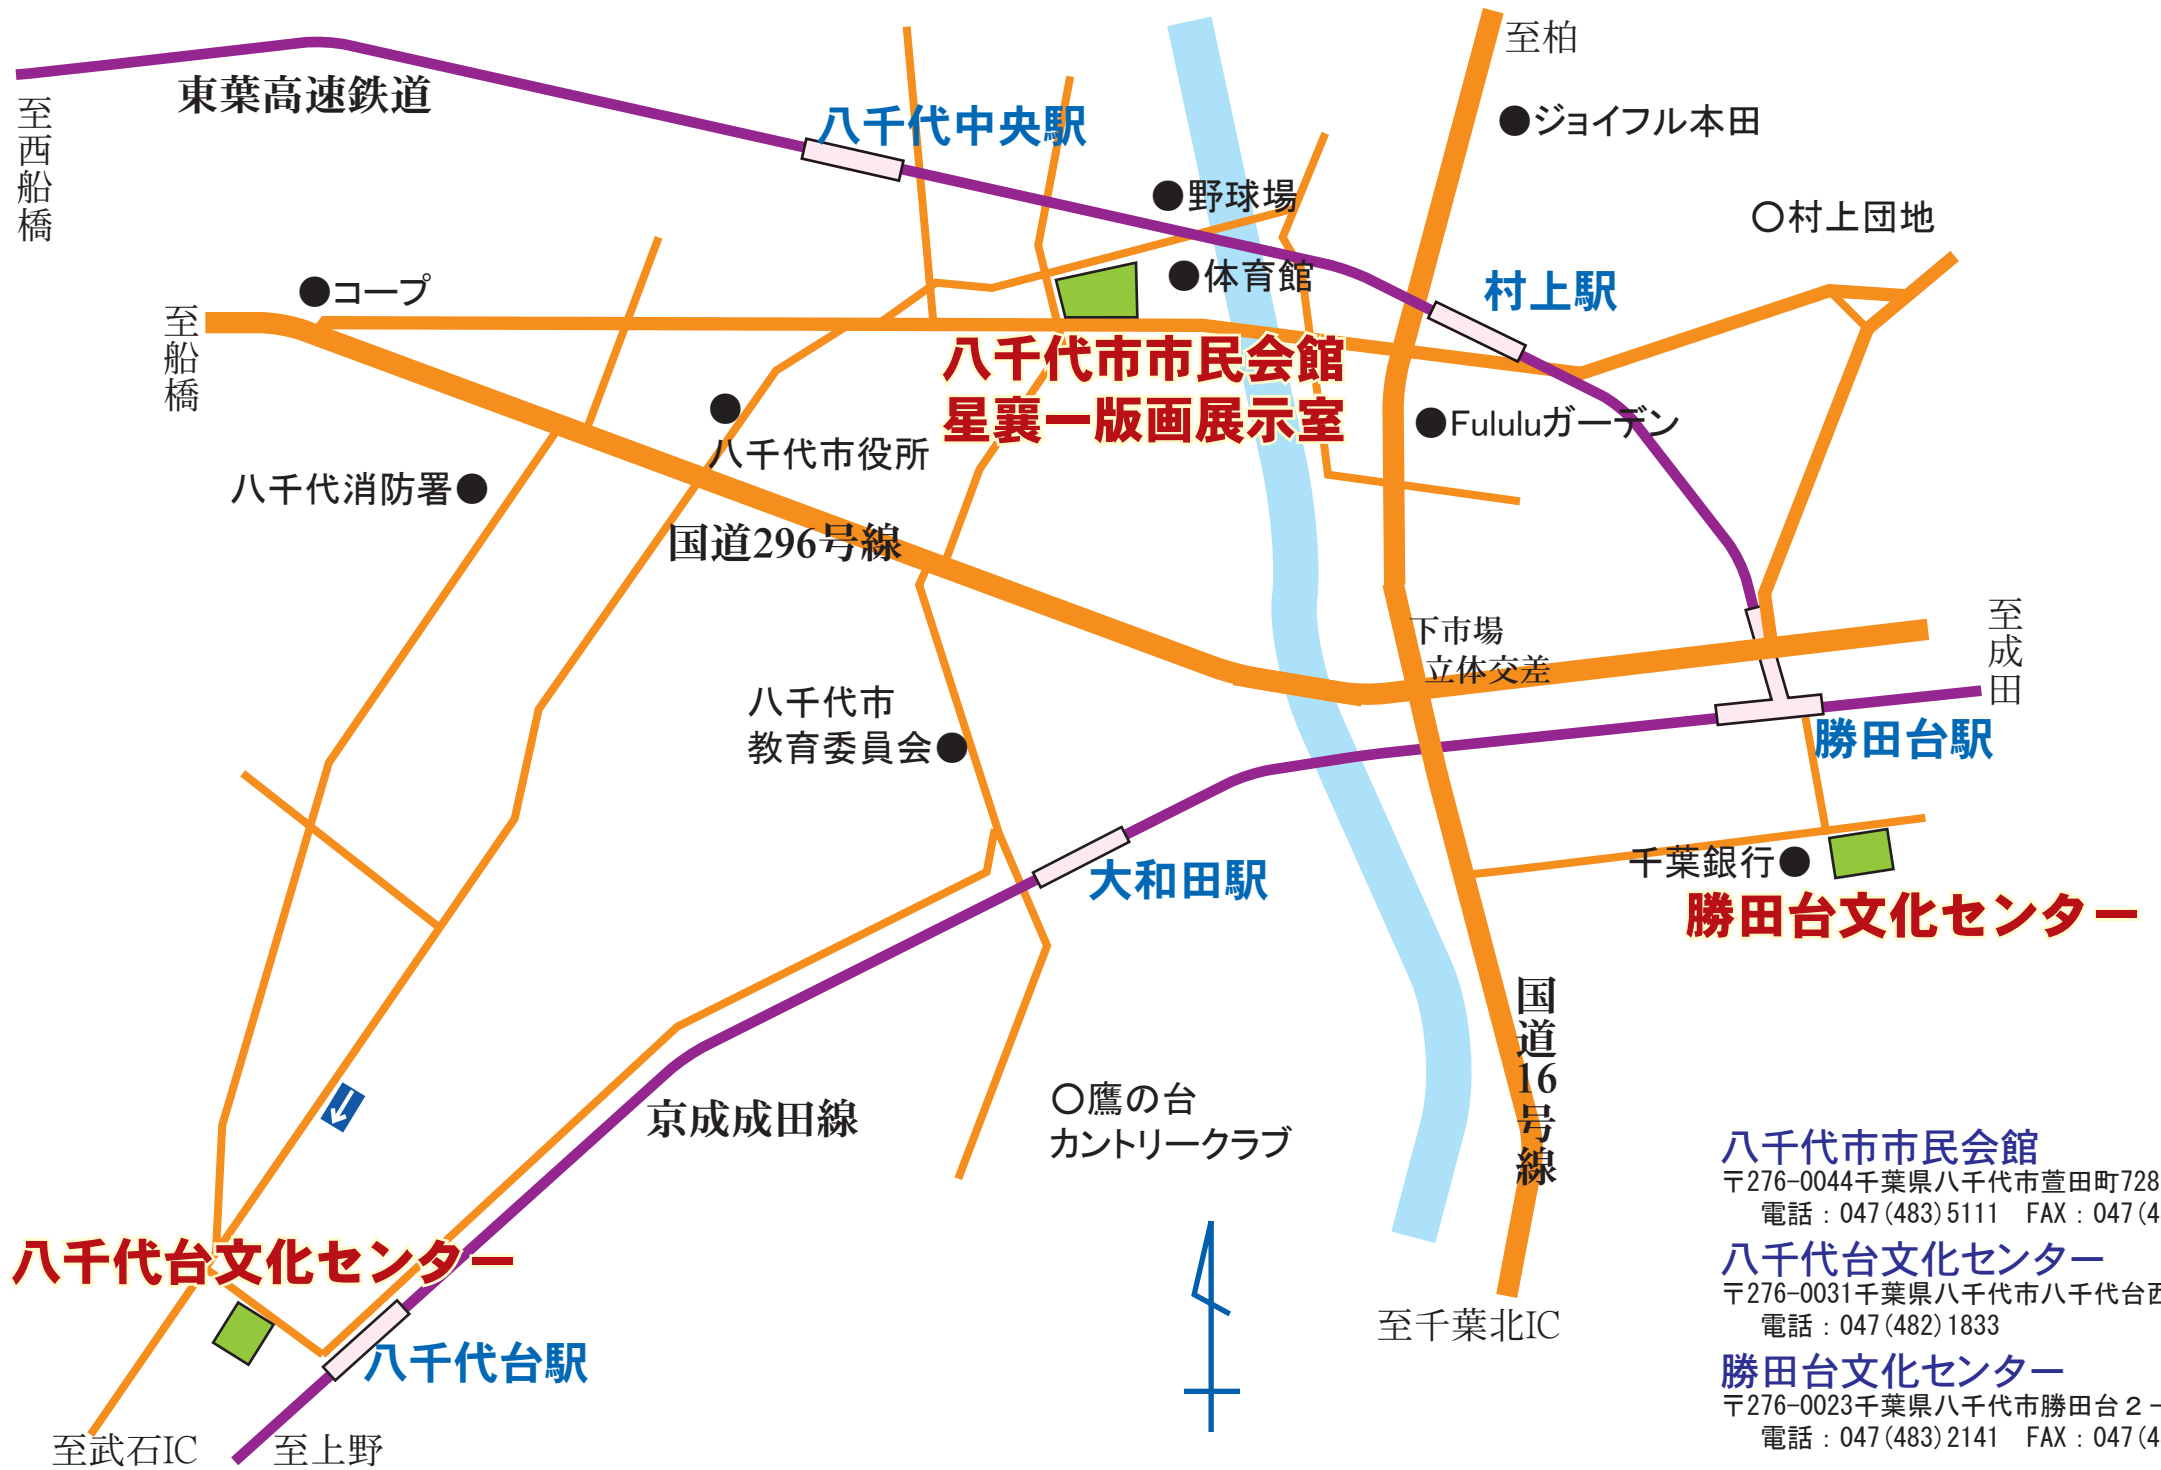 至柏
東葉高速鉄道
至西船橋
八千代中央駅
●ジョイフル本田
●野球場
○村上団地
●体育館
村上駅
●コープ
至船橋
八千代市市民会館
星襄一版画展示室
●Fululuガーデン
八千代市役所
八千代消防署●
国道296号線
下市場
立体交差
至成田
八千代市
教育委員会●
勝田台駅
大和田駅
千葉銀行●
勝田台文化センター
国道16号線
○鷹の台
カントリークラブ
京成成田線
八千代台文化センター
八千代台駅
至千葉北IC
至武石IC
至上野
八千代市市民会館
〒276-0044千葉県八千代市萱田町728
電話：047(483)5111　FAX：047(4
八千代台文化センター
〒276-0031千葉県八千代市八千代台西
電話：047(482)1833
勝田台文化センター
〒276-0023千葉県八千代市勝田台２－
電話：047(483)2141　FAX：047(4